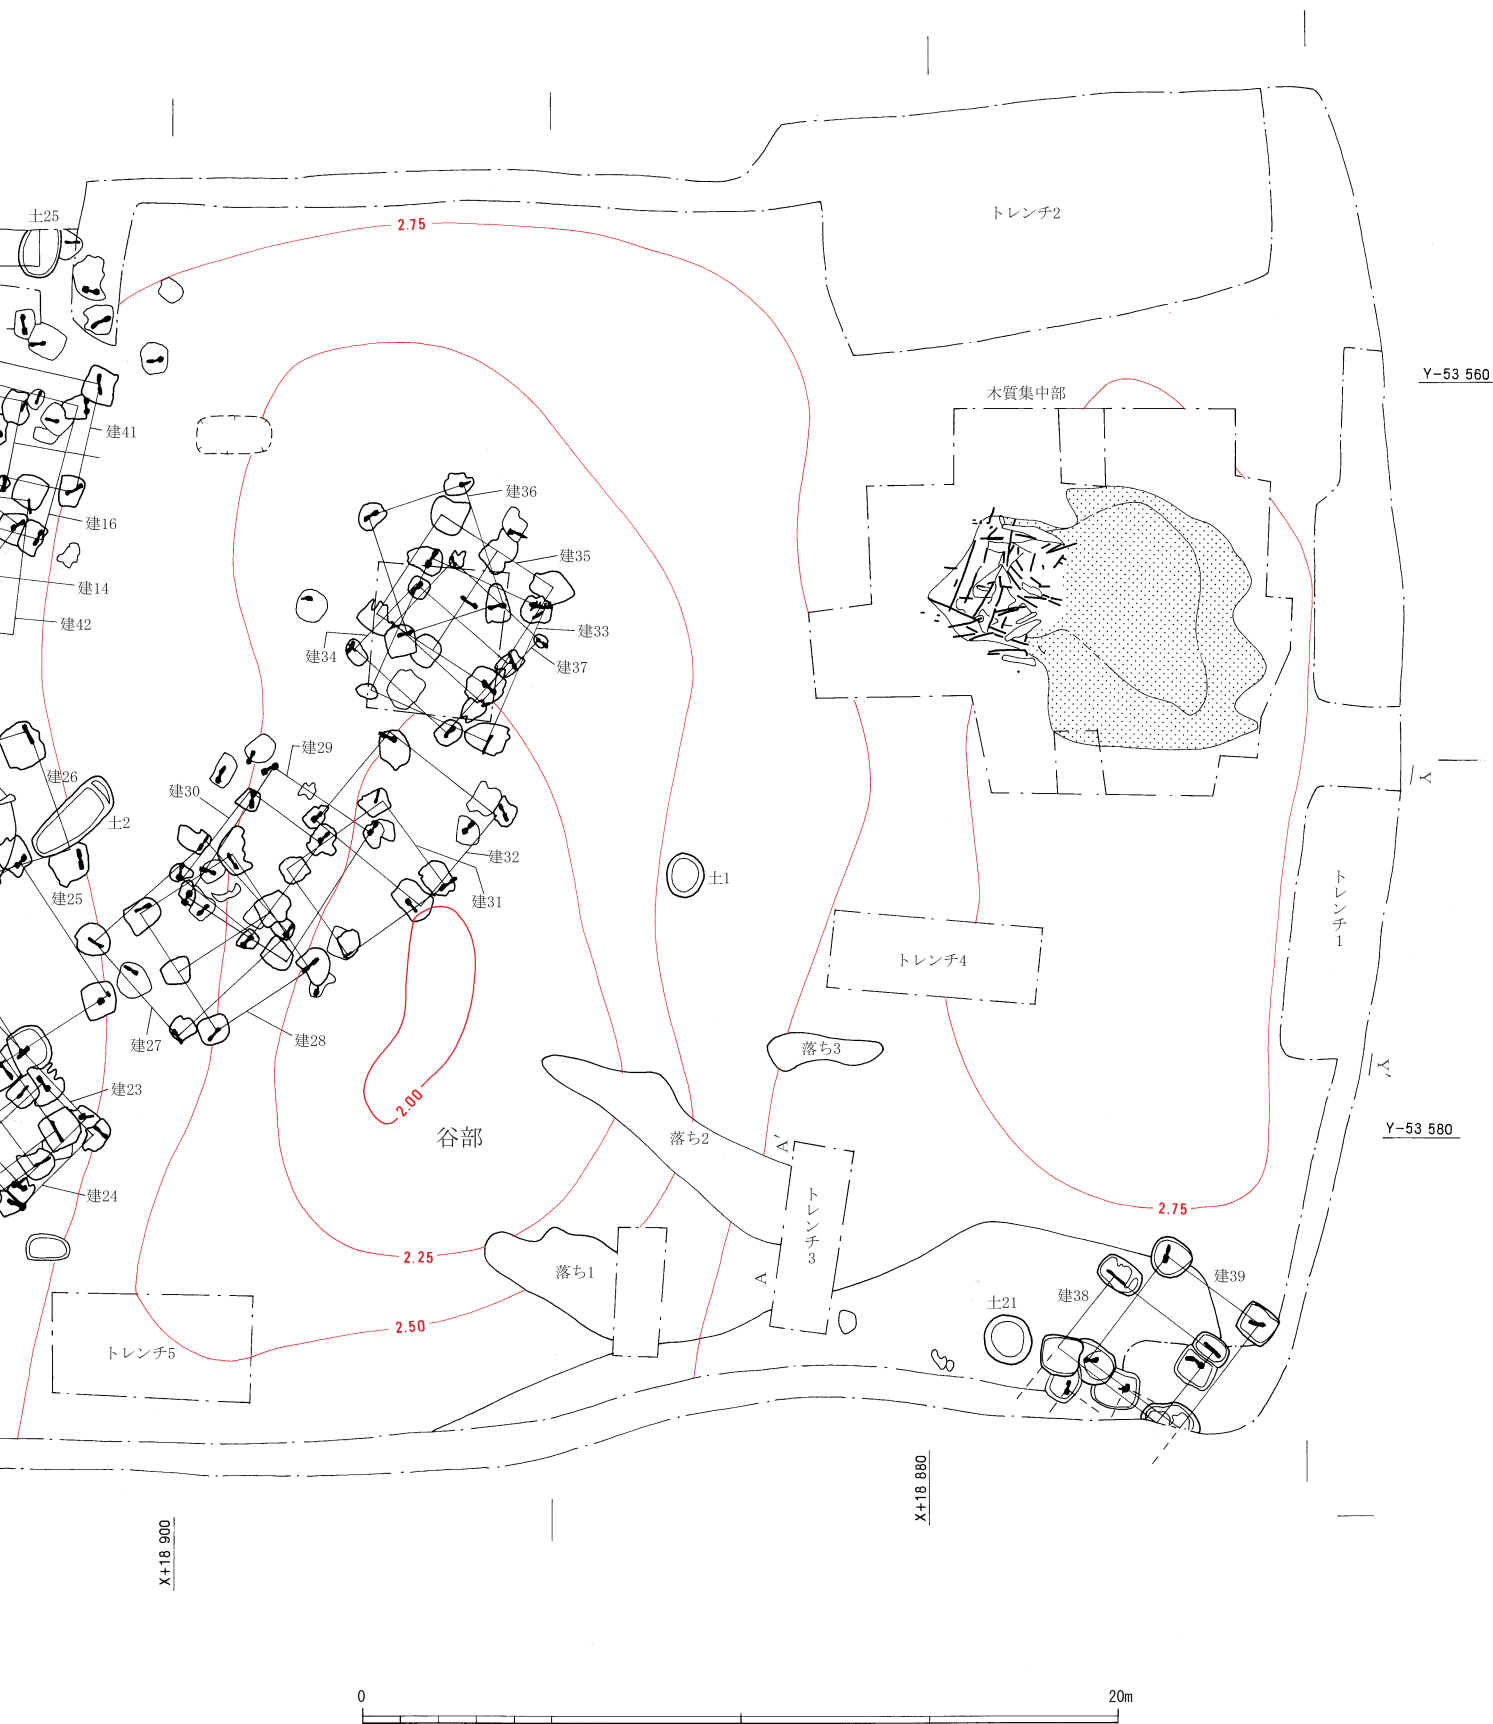 土25
2.75
トレンチ2
Y-53 560
木質集中部
建41
建36
建16
建35
建14
建42
建33
建34
建37
建29
建26
建30
Y
土2
建32
土1
建25
建31
トレンチ1
トレンチ4
建27
建28
落ち3
Y'
建23
2.00
谷部
落ち2
A'
Y-53 580
建24
トレンチ3
2.75
2.25
落ち1
A
建39
建38
土21
2.50
トレンチ5
X+18 880
X+18 900
0
20m